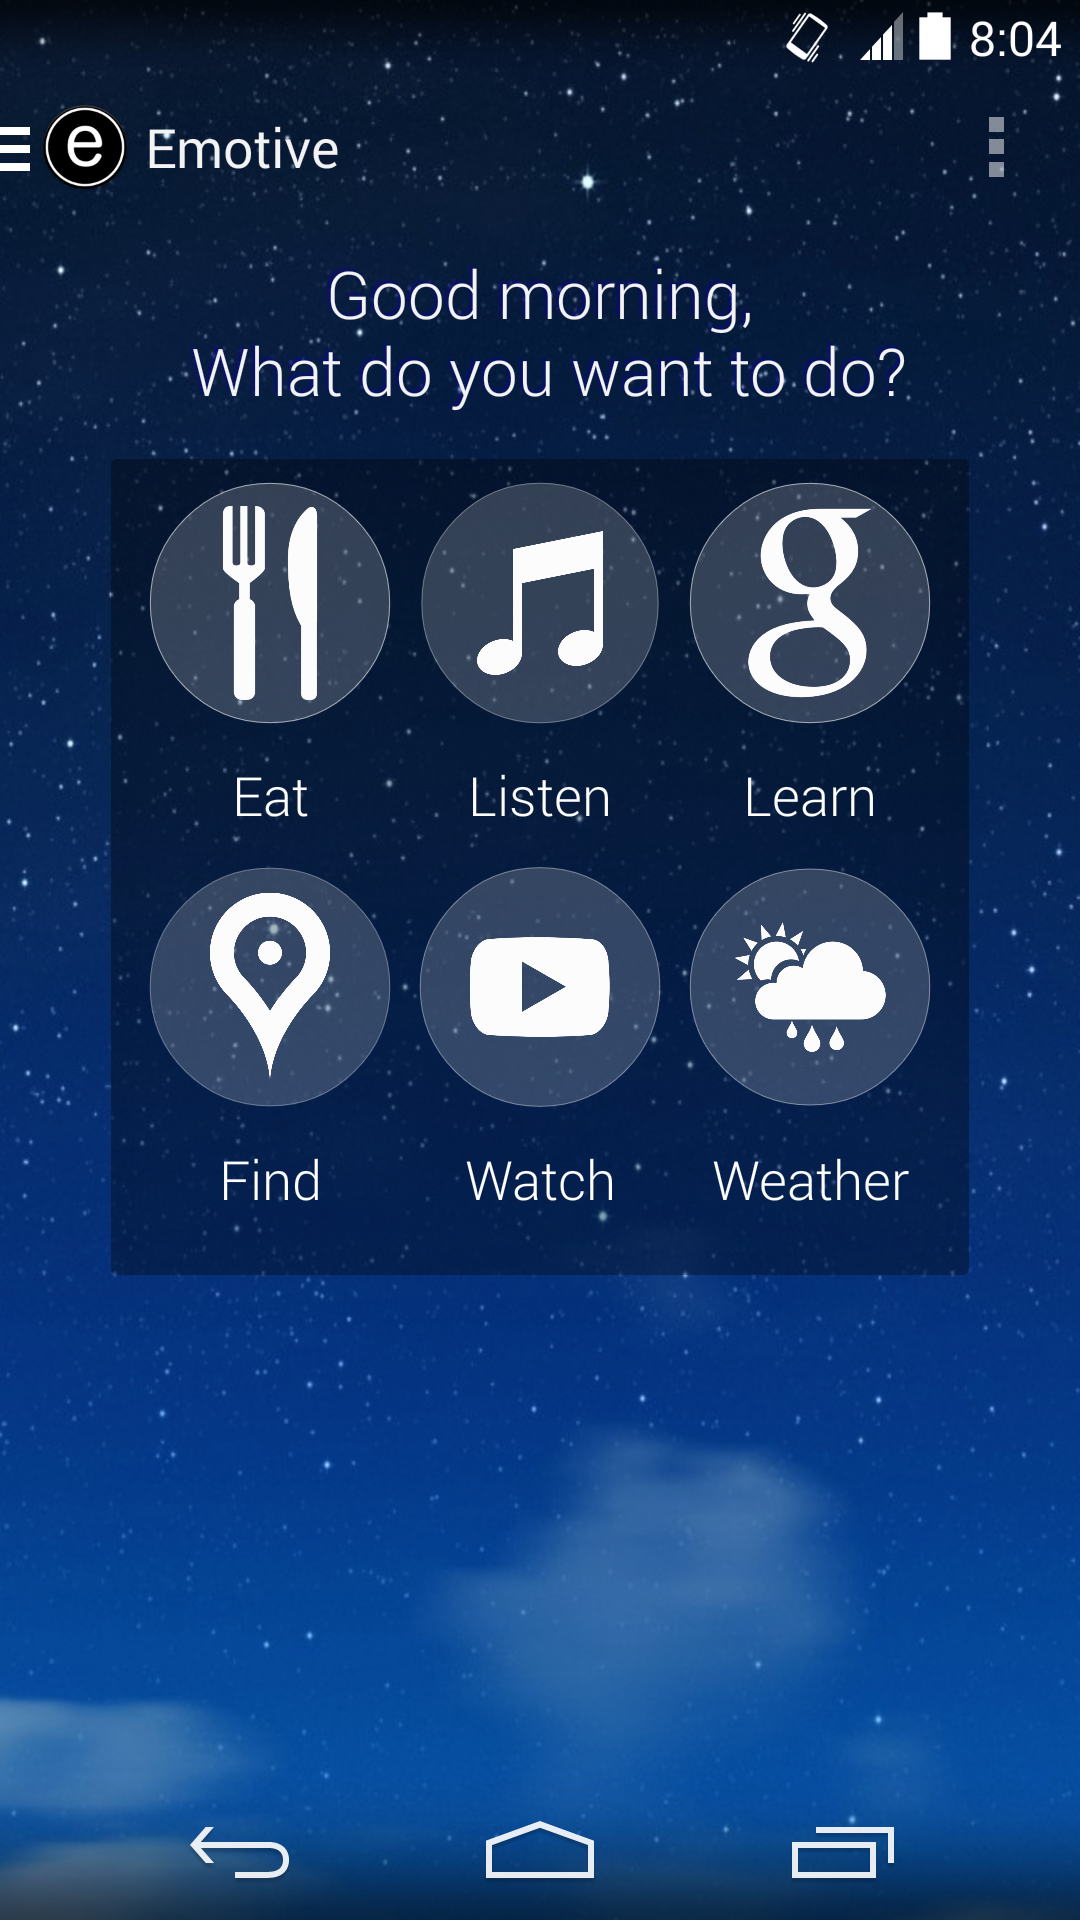 8:04
e Emotive
Good morning,
What do you want to do?
g
Eat Listen Learn
Find Watch Weather